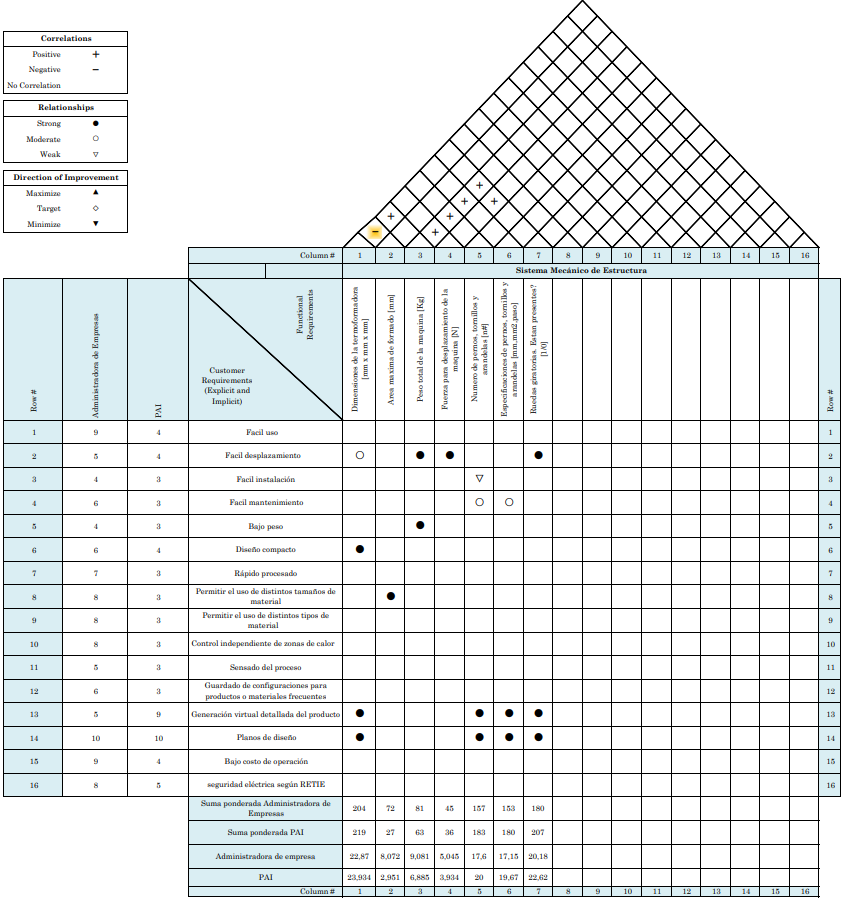 Correlations
Positive +
Negative −
No Correlation
Relationships
Strong ●
Moderate ○
Weak ▽
Direction of Improvement
Maximize ▲
Target ◇
Minimize ▼
+
− + + +
+ +
+
Column # 1 2 3 4 5 6 7 8 9 10 11 12 13 14 15 16
Sistema Mecánico de Estructura
Row #
Administradora de Empresas
PAI
Customer
Requirements
(Explicit and
Implicit)
Functional
Requirements
Dimensiones de la termoformadora
[mm x mm x mm]
Area maxima de formado [mm]
Peso total de la maquina [Kg]
Fuerza para desplazamiento de la
maquina [N]
Numero de pernos, tornillos y
arandelas [n#]
Especificaciones de pernos, tornillos y
arandelas [mm,mm2,paso]
Ruedas giratorias. Estan presentes?
[1,0]
Row #
1 9 4 Facil uso 1
2 5 4 Facil desplazamiento ○ ● ● ● 2
3 4 3 Facil instalación ▽ 3
4 6 3 Facil mantenimiento ○ ○ 4
5 4 3 Bajo peso ● 5
6 6 4 Diseño compacto ● 6
7 7 3 Rápido procesado 7
8 8 3 Permitir el uso de distintos tamaños de
material ● 8
9 8 3 Permitir el uso de distintos tipos de
material 9
10 8 3 Control independiente de zonas de calor 10
11 5 3 Sensado del proceso 11
12 6 3 Guardado de configuraciones para
productos o materiales frecuentes 12
13 5 9 Generación virtual detallada del producto ● ● ● ● 13
14 10 10 Planos de diseño ● ● ● ● 14
15 9 4 Bajo costo de operación 15
16 8 5 seguridad eléctrica según RETIE 16
Suma ponderada Administradora de
Empresas 204 72 81 45 157 153 180
Suma ponderada PAI 219 27 63 36 183 180 207
Administradora de empresa 22,87 8,072 9,081 5,045 17,6 17,15 20,18
PAI 23,934 2,951 6,885 3,934 20 19,67 22,62
Column # 1 2 3 4 5 6 7 8 9 10 11 12 13 14 15 16